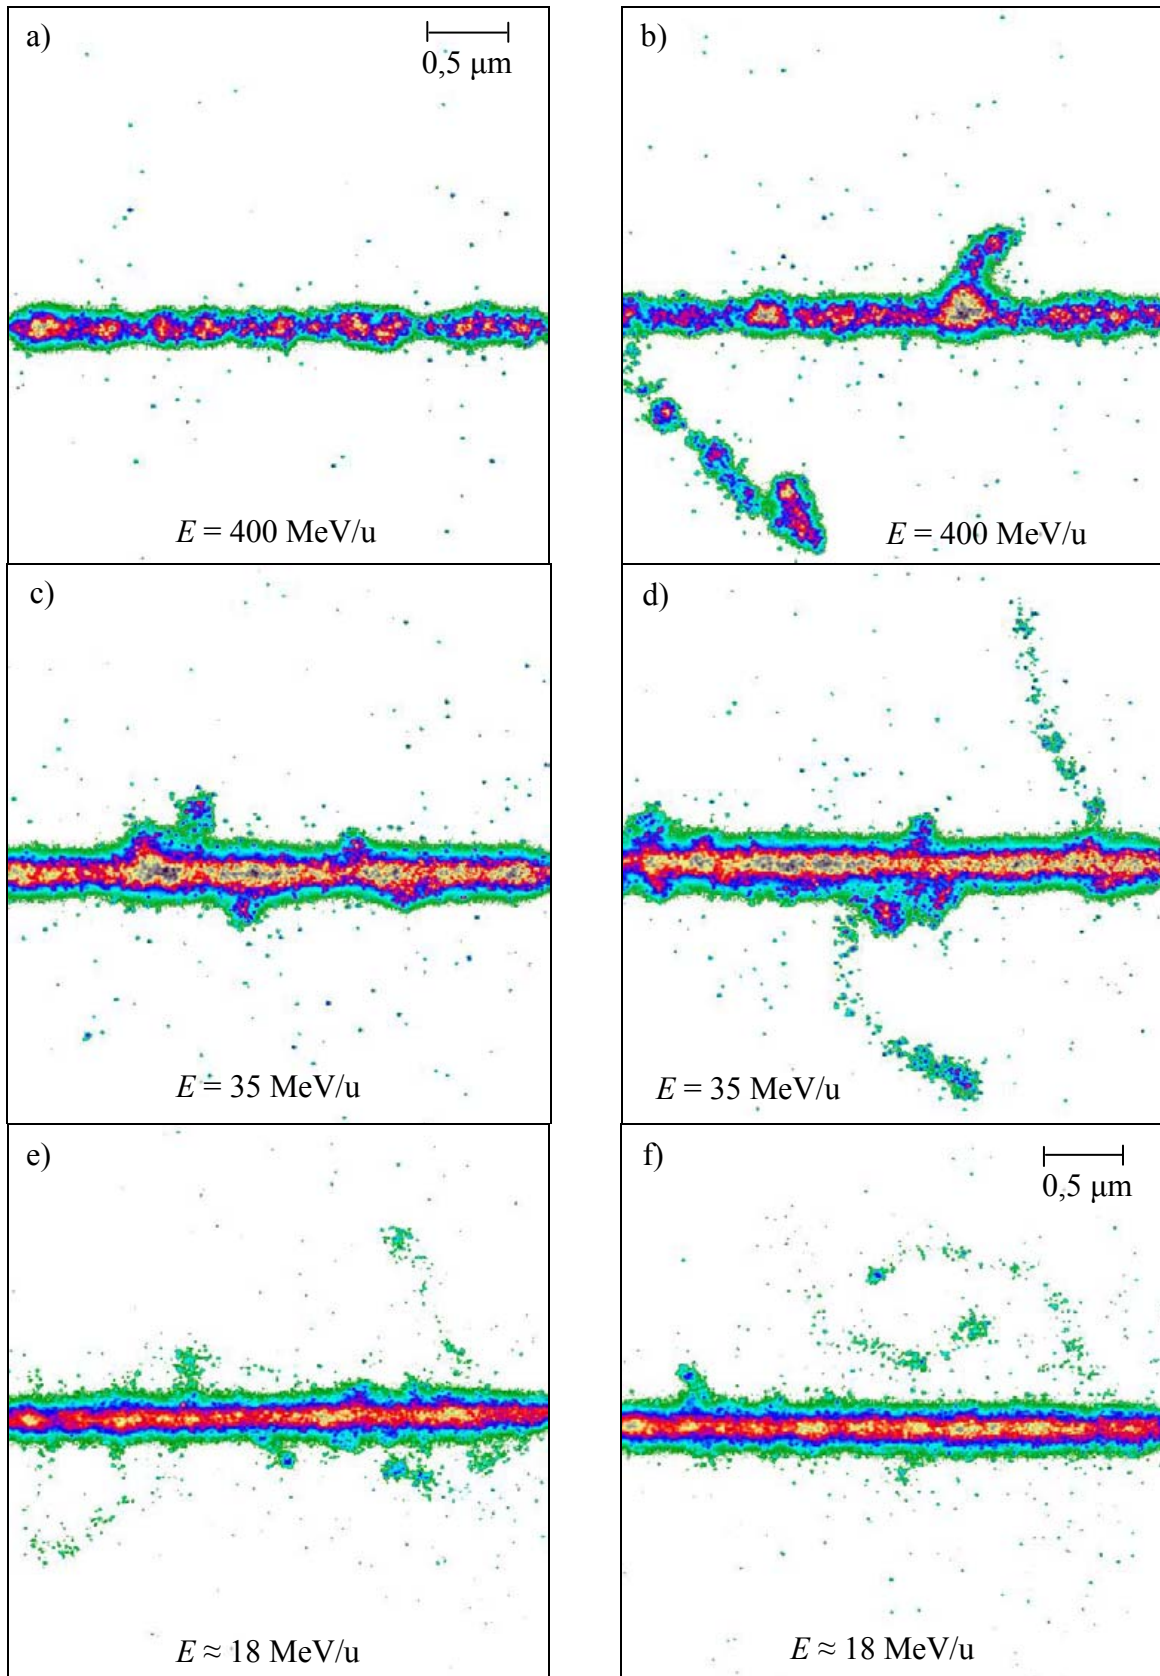 a)
0,5 μm
E = 400 MeV/u
b)
E = 400 MeV/u
c)
E = 35 MeV/u
d)
E = 35 MeV/u
e)
E ≈ 18 MeV/u
f)
0,5 μm
E ≈ 18 MeV/u